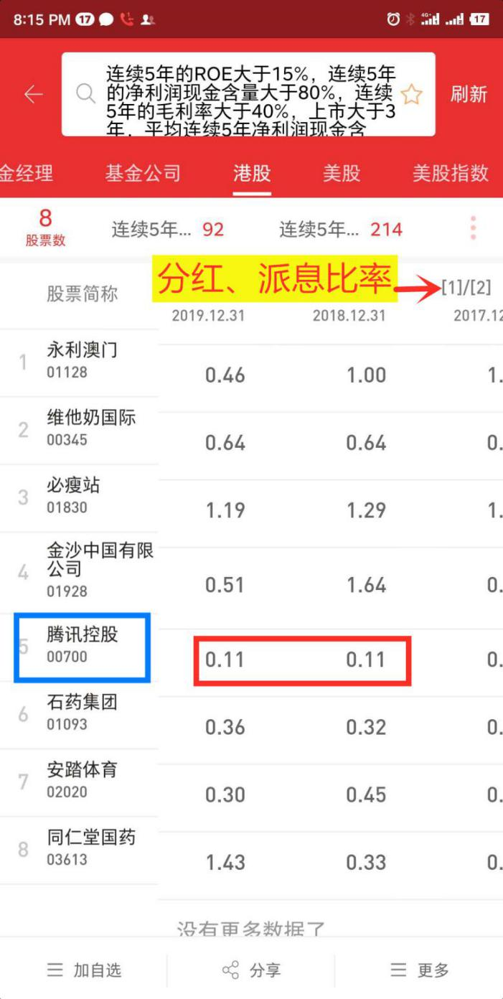 8:15 PM 17 4G+ 17
连续5年的ROE大于15%，连续5年
的净利润现金含量大于80%，连续
5年的毛利率大于40%，上市大于3
年，平均连续5年净利润现金含
刷新
金经理 基金公司 港股 美股 美股指数
8
股票数
连续5年... 92 连续5年... 214
股票简称
分红、派息比率
[1]/[2]
2019.12.31 2018.12.31 2017.12
1 永利澳门 01128 0.46 1.00 1.
2 维他奶国际 00345 0.64 0.64 0.
3 必瘦站 01830 1.19 1.29 1.
4 金沙中国有限
公司 01928 0.51 1.64 0.
5 腾讯控股 00700 0.11 0.11 0.
6 石药集团 01093 0.36 0.32 0.
7 安踏体育 02020 0.30 0.45 0.
8 同仁堂国药 03613 1.43 0.33 0.
没有更多数据了
加自选 分享 更多